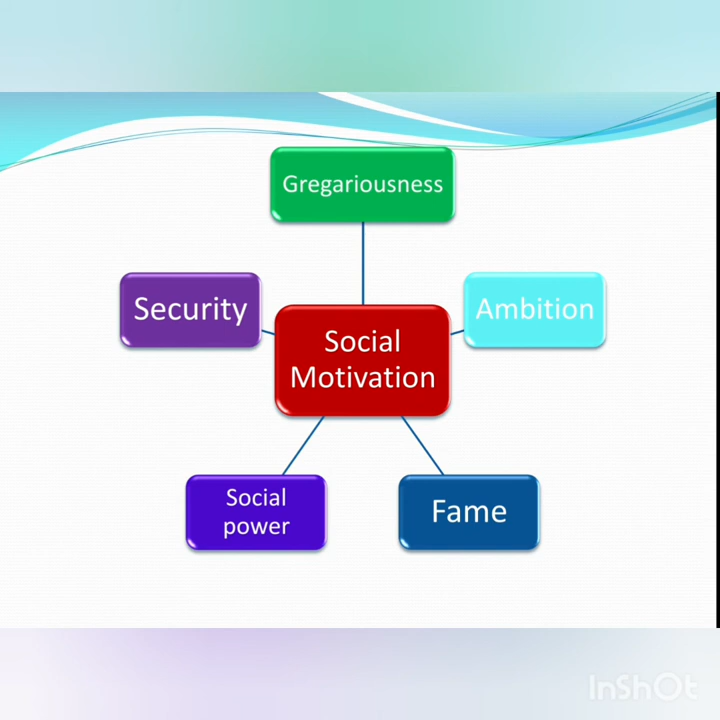 Gregariousness
Security
Ambition
Social
Motivation
Social
power
Fame
InShOt